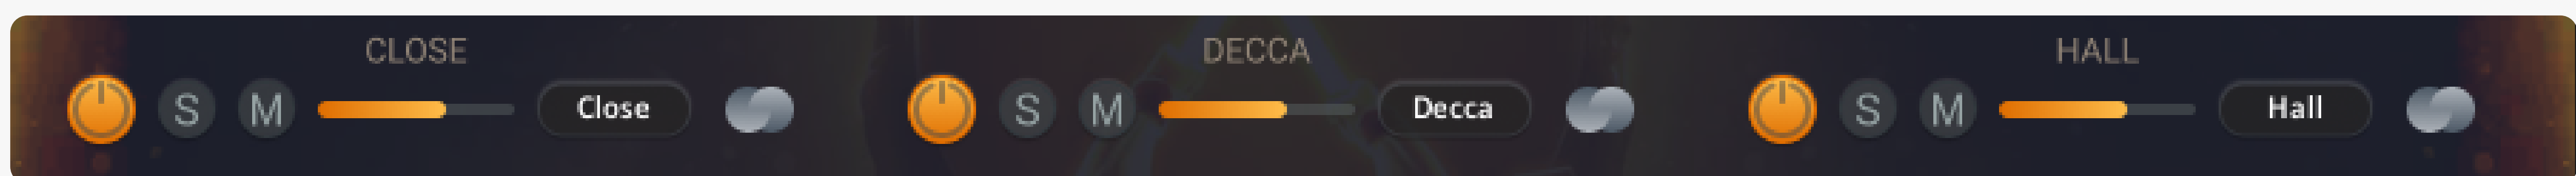 CLOSE DECCA HALL
S M Close S M Decca S M Hall